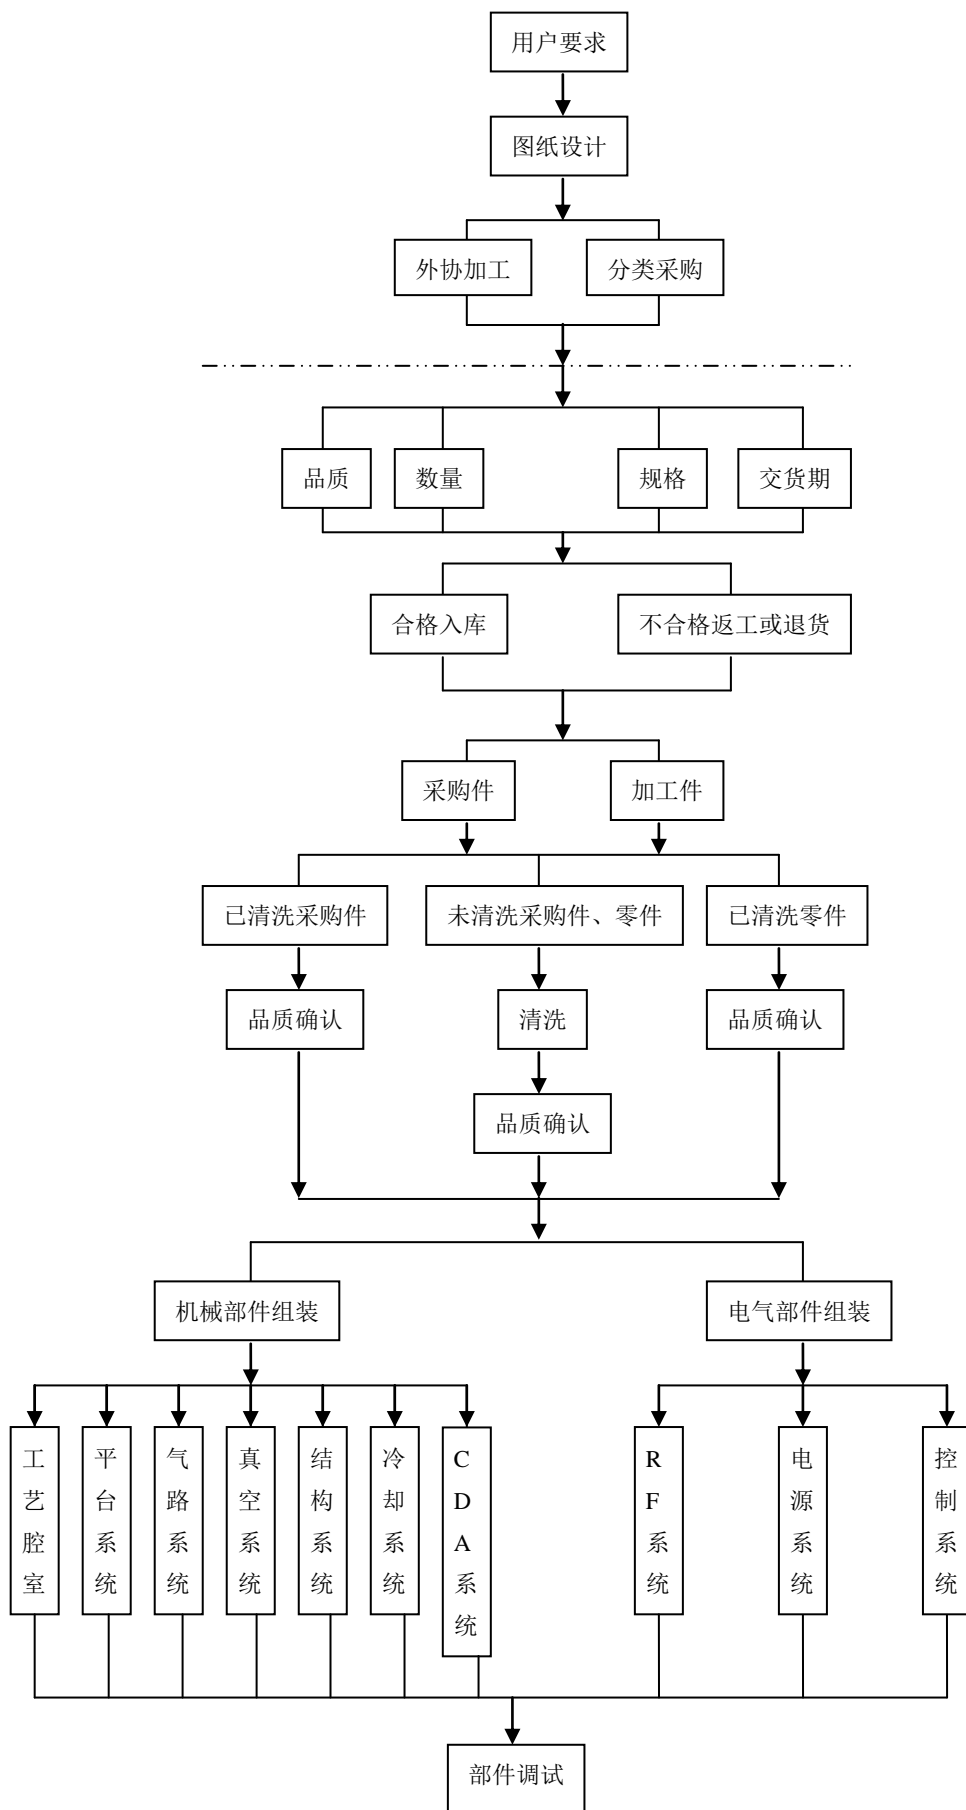 用户要求
图纸设计
外协加工
分类采购
品质
数量
规格
交货期
合格入库
不合格返工或退货
采购件
加工件
已清洗采购件
未清洗采购件、零件
已清洗零件
品质确认
清洗
品质确认
品质确认
机械部件组装
电气部件组装
工艺腔室
平台系统
气路系统
真空系统
结构系统
冷却系统
CDA系统
RF系统
电源系统
控制系统
部件调试